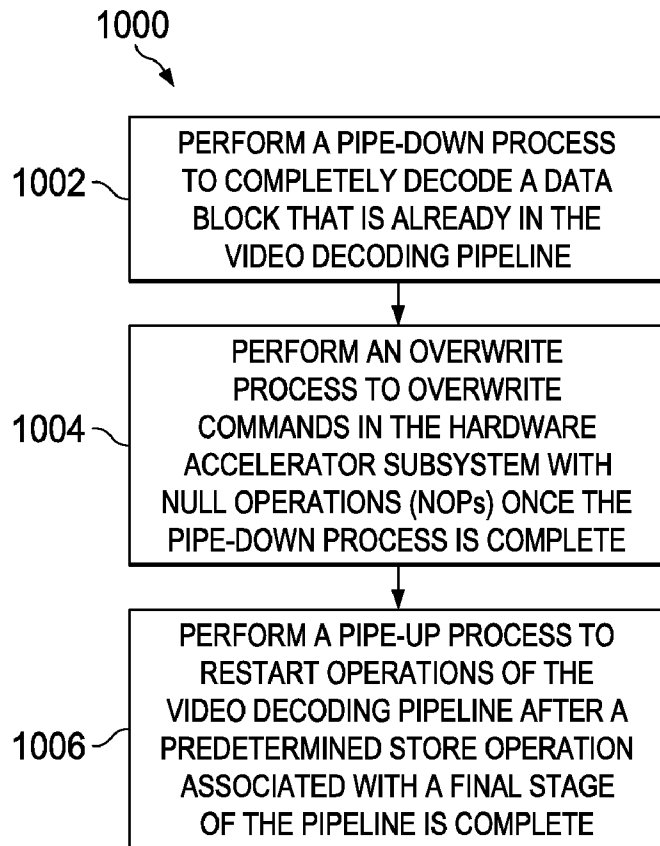 1000
1002
PERFORM A PIPE-DOWN PROCESS
TO COMPLETELY DECODE A DATA
BLOCK THAT IS ALREADY IN THE
VIDEO DECODING PIPELINE
1004
PERFORM AN OVERWRITE
PROCESS TO OVERWRITE
COMMANDS IN THE HARDWARE
ACCELERATOR SUBSYSTEM WITH
NULL OPERATIONS (NOPs) ONCE THE
PIPE-DOWN PROCESS IS COMPLETE
1006
PERFORM A PIPE-UP PROCESS TO
RESTART OPERATIONS OF THE
VIDEO DECODING PIPELINE AFTER A
PREDETERMINED STORE OPERATION
ASSOCIATED WITH A FINAL STAGE
OF THE PIPELINE IS COMPLETE